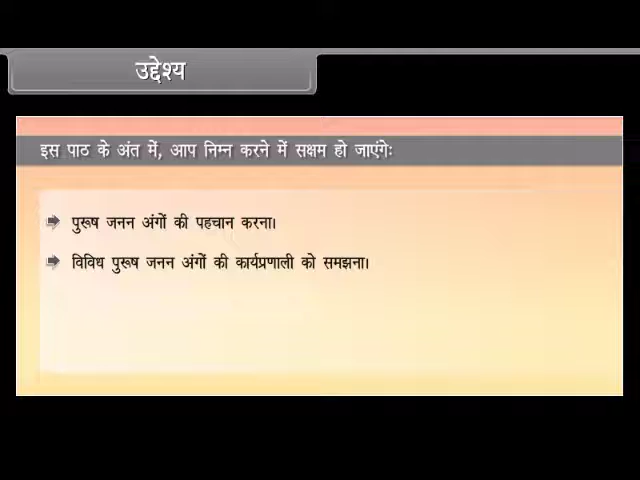 उद्देश्य
इस पाठ के अंत में, आप निम्न करने में सक्षम हो जाएंगेः
पुरूष जनन अंगों की पहचान करना।
विविध पुरूष जनन अंगों की कार्यप्रणाली को समझना।